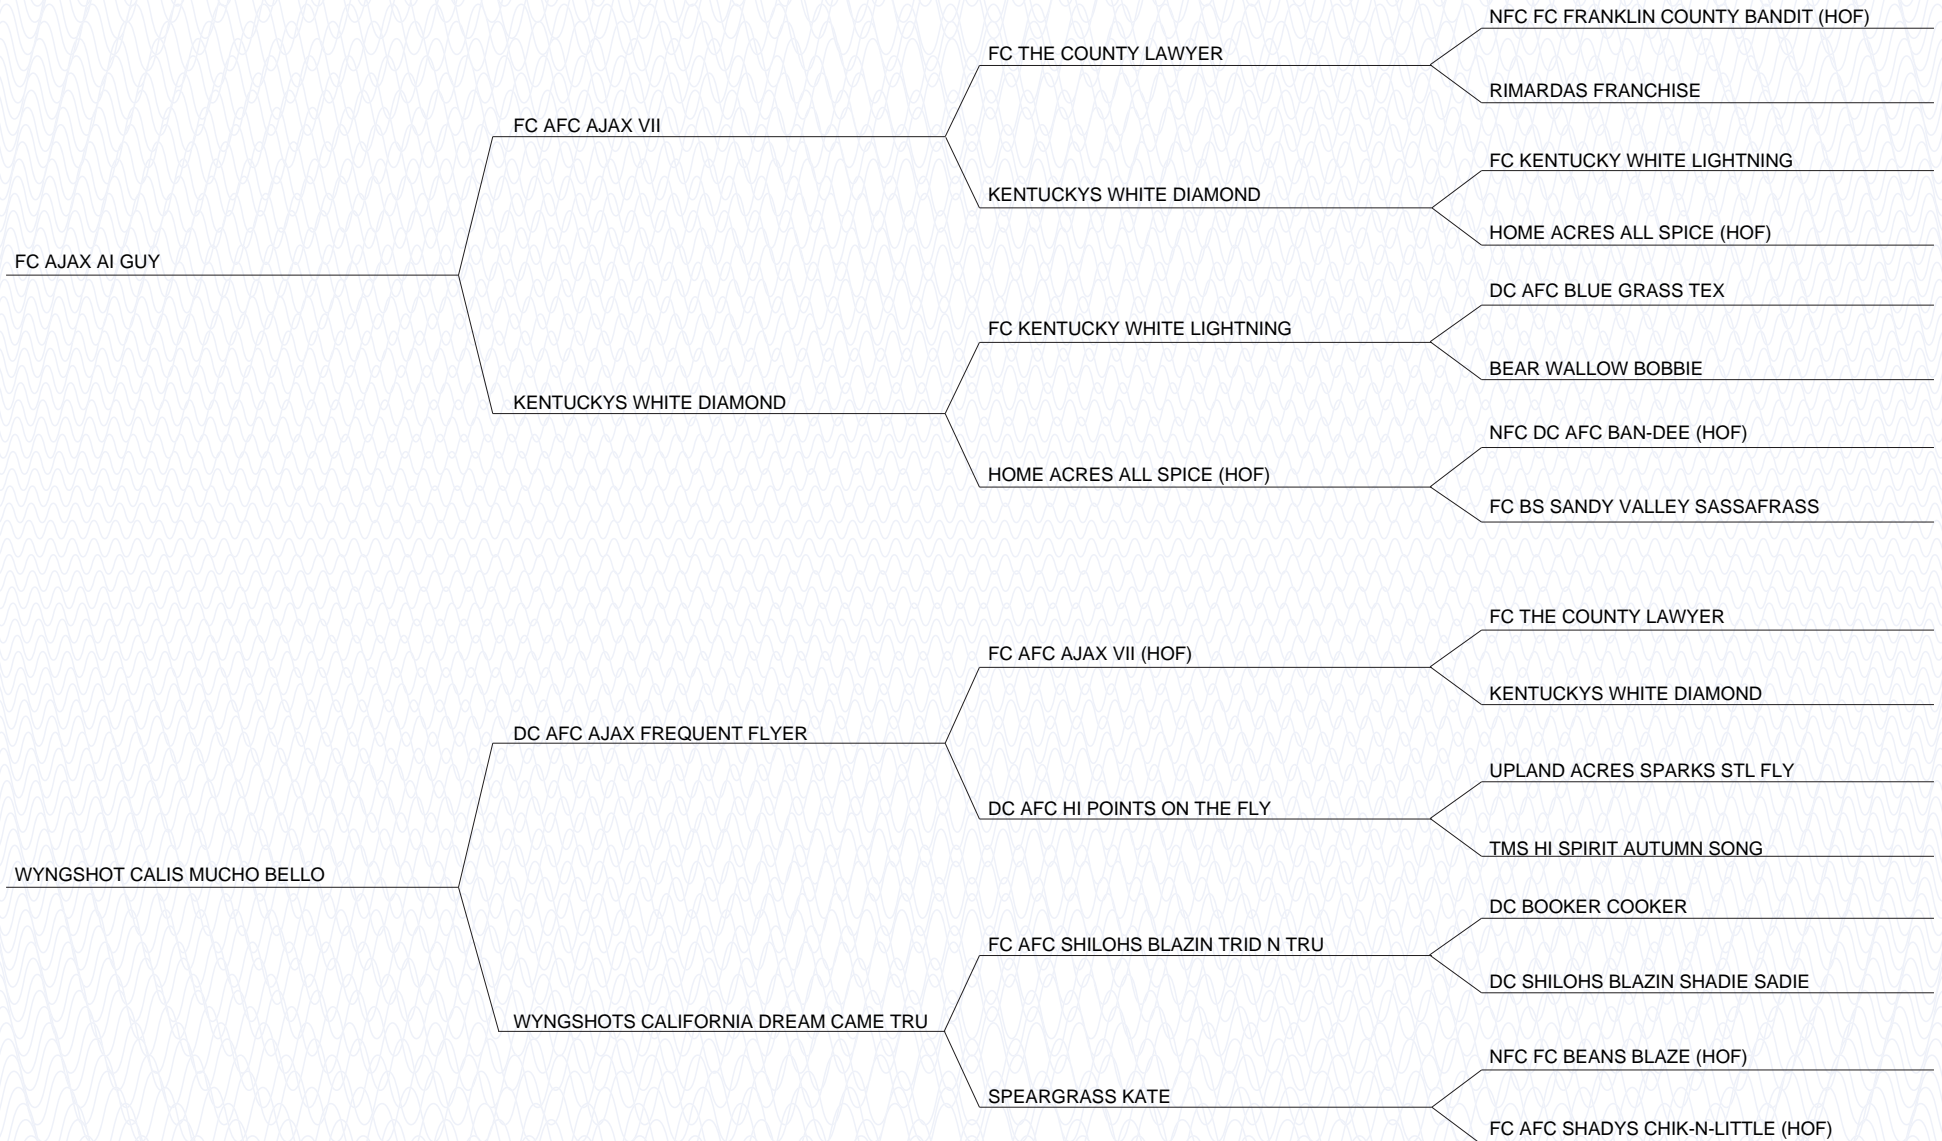 NFC FC FRANKLIN COUNTY BANDIT (HOF)
FC THE COUNTY LAWYER
RIMARDAS FRANCHISE
FC AFC AJAX VII
FC KENTUCKY WHITE LIGHTNING
KENTUCKYS WHITE DIAMOND
HOME ACRES ALL SPICE (HOF)
FC AJAX AI GUY
DC AFC BLUE GRASS TEX
FC KENTUCKY WHITE LIGHTNING
BEAR WALLOW BOBBIE
KENTUCKYS WHITE DIAMOND
NFC DC AFC BAN-DEE (HOF)
HOME ACRES ALL SPICE (HOF)
FC BS SANDY VALLEY SASSAFRASS
FC THE COUNTY LAWYER
FC AFC AJAX VII (HOF)
KENTUCKYS WHITE DIAMOND
DC AFC AJAX FREQUENT FLYER
UPLAND ACRES SPARKS STL FLY
DC AFC HI POINTS ON THE FLY
TMS HI SPIRIT AUTUMN SONG
WYNGSHOT CALIS MUCHO BELLO
DC BOOKER COOKER
FC AFC SHILOHS BLAZIN TRID N TRU
DC SHILOHS BLAZIN SHADIE SADIE
WYNGSHOTS CALIFORNIA DREAM CAME TRU
NFC FC BEANS BLAZE (HOF)
SPEARGRASS KATE
FC AFC SHADYS CHIK-N-LITTLE (HOF)